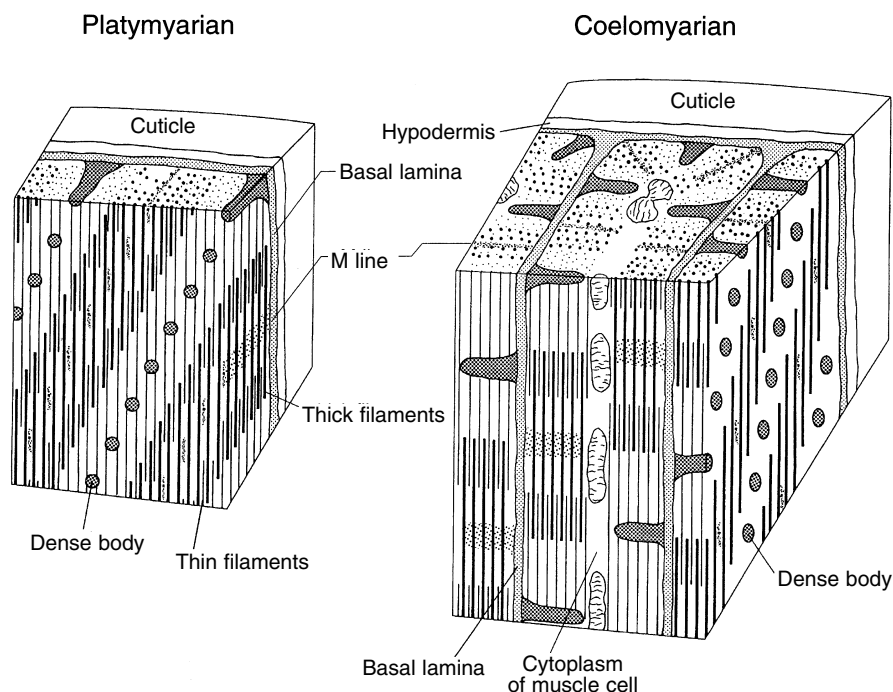 Platymyarian
Coelomyarian
Cuticle
Cuticle
Hypodermis
Basal lamina
M line
Thick filaments
Dense body
Thin filaments
Dense body
Basal lamina
Cytoplasm
of muscle cell